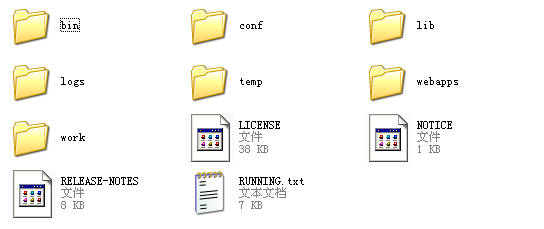 bin
conf
lib
logs
temp
webapps
work
LICENSE
文件
38 KB
NOTICE
文件
1 KB
RELEASE-NOTES
文件
8 KB
RUNNING.txt
文本文档
7 KB